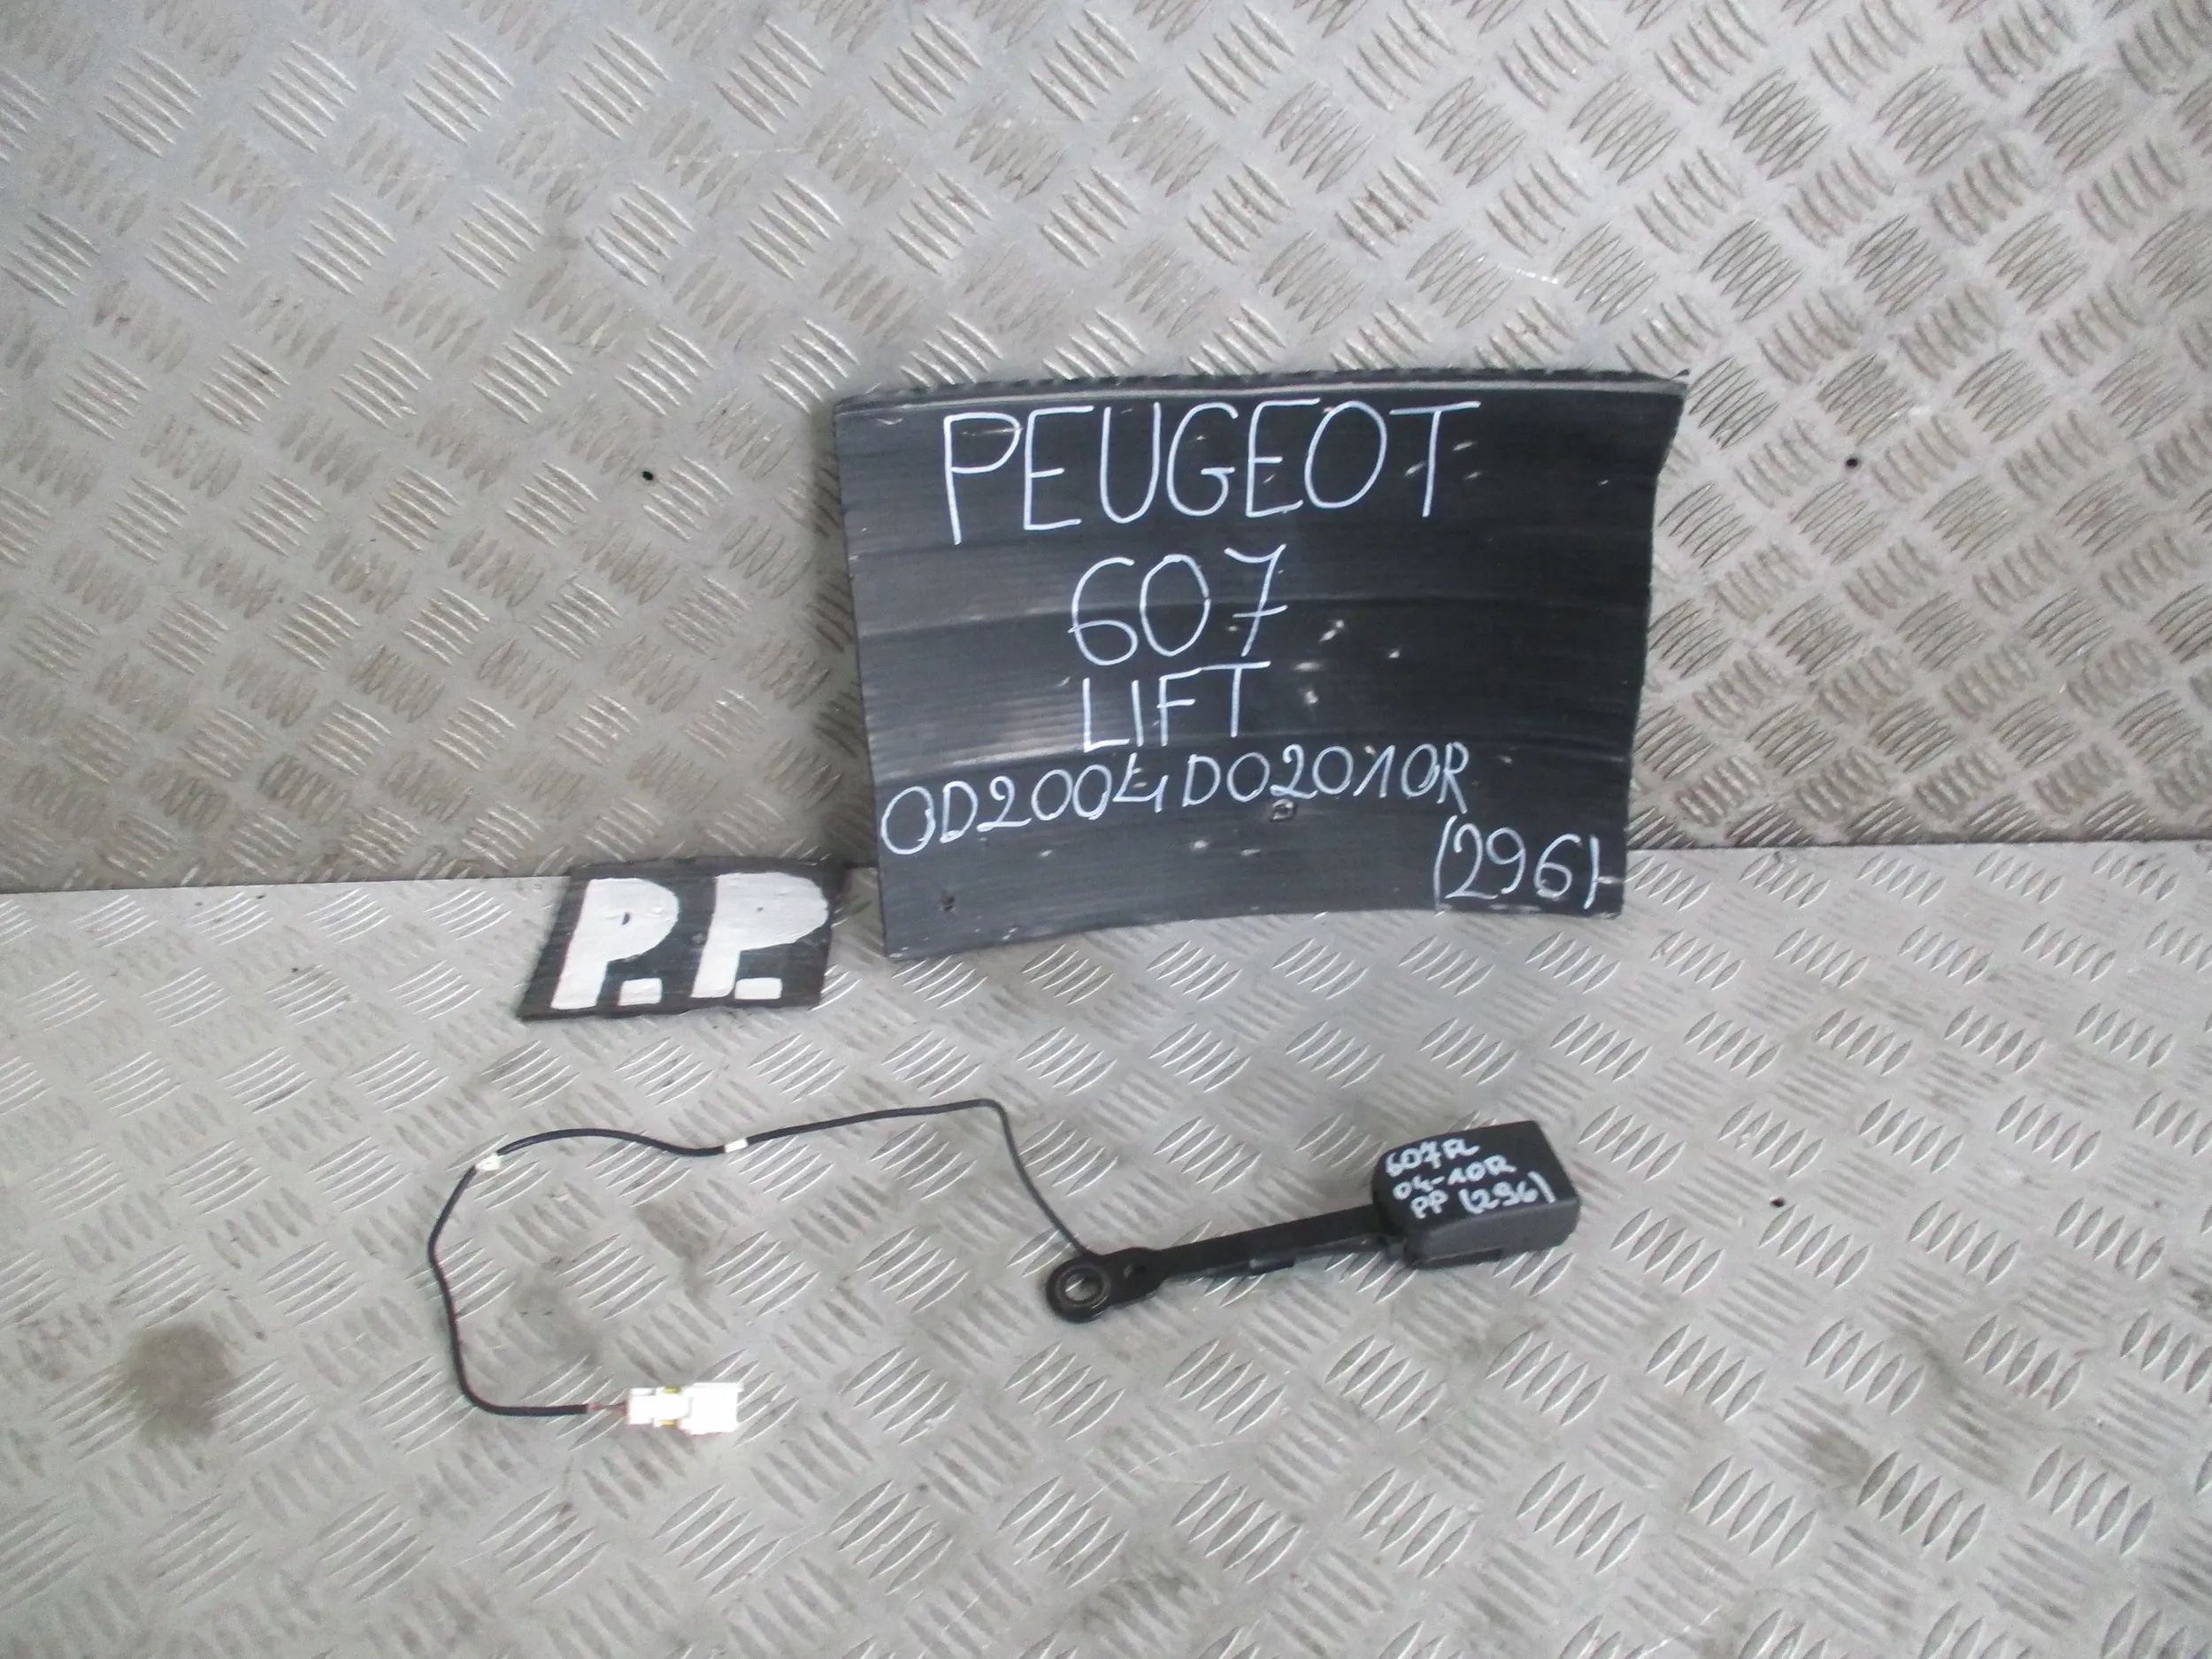 PEUGEOT
607
LIFT
OD2004DO2010R
(296)
P.P.
607FL
04-10R
PP (296)